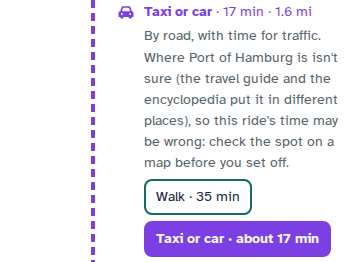 Taxi or car · 17 min · 1.6 mi
By road, with time for traffic.
Where Port of Hamburg is isn't
sure (the travel guide and the
encyclopedia put it in different
places), so this ride's time may
be wrong: check the spot on a
map before you set off.
Walk · 35 min
Taxi or car · about 17 min